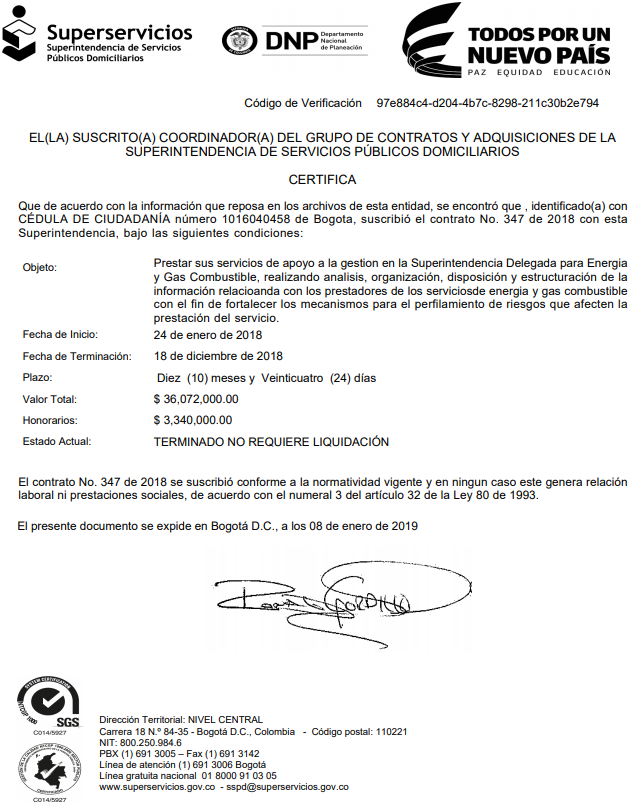 Superservicios
Superintendencia de Servicios
Públicos Domiciliarios
DNP Departamento
Nacional
de Planeación
TODOS POR UN
NUEVO PAÍS
PAZ EQUIDAD EDUCACIÓN
Código de Verificación 97e884c4-d204-4b7c-8298-211c30b2e794
EL(LA) SUSCRITO(A) COORDINADOR(A) DEL GRUPO DE CONTRATOS Y ADQUISICIONES DE LA
SUPERINTENDENCIA DE SERVICIOS PÚBLICOS DOMICILIARIOS
CERTIFICA
Que de acuerdo con la información que reposa en los archivos de esta entidad, se encontró que , identificado(a) con
CÉDULA DE CIUDADANÍA número 1016040458 de Bogota, suscribió el contrato No. 347 de 2018 con esta
Superintendencia, bajo las siguientes condiciones:
Objeto: Prestar sus servicios de apoyo a la gestion en la Superintendencia Delegada para Energia
y Gas Combustible, realizando analisis, organización, disposición y estructuración de la
información relacioanda con los prestadores de los serviciosde energia y gas combustible
con el fin de fortalecer los mecanismos para el perfilamiento de riesgos que afecten la
prestación del servicio.
Fecha de Inicio: 24 de enero de 2018
Fecha de Terminación: 18 de diciembre de 2018
Plazo: Diez (10) meses y Veinticuatro (24) días
Valor Total: $ 36,072,000.00
Honorarios: $ 3,340,000.00
Estado Actual: TERMINADO NO REQUIERE LIQUIDACIÓN
El contrato No. 347 de 2018 se suscribió conforme a la normatividad vigente y en ningun caso este genera relación
laboral ni prestaciones sociales, de acuerdo con el numeral 3 del artículo 32 de la Ley 80 de 1993.
El presente documento se expide en Bogotá D.C., a los 08 de enero de 2019
GORDILLO
SYSTEM CERTIFICATION
SGS
CO14/5927
Dirección Territorial: NIVEL CENTRAL
Carrera 18 N.º 84-35 - Bogotá D.C., Colombia - Código postal: 110221
NIT: 800.250.984.6
PBX (1) 691 3005 – Fax (1) 691 3142
Línea de atención (1) 691 3006 Bogotá
Línea gratuita nacional 01 8000 91 03 05
www.superservicios.gov.co - sspd@superservicios.gov.co
CO14/5927